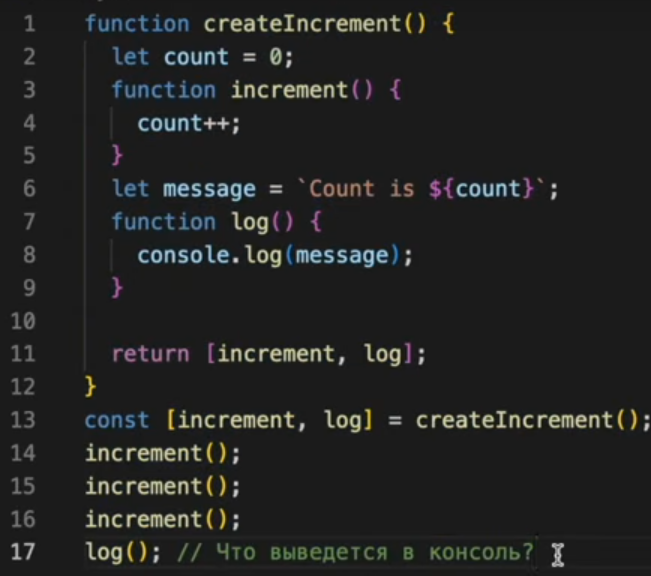 1 function createIncrement() {
2 let count = 0;
3 function increment() {
4 count++;
5 }
6 let message = `Count is ${count}`;
7 function log() {
8 console.log(message);
9 }
10
11 return [increment, log];
12 }
13 const [increment, log] = createIncrement();
14 increment();
15 increment();
16 increment();
17 log(); // Что выведется в консоль?